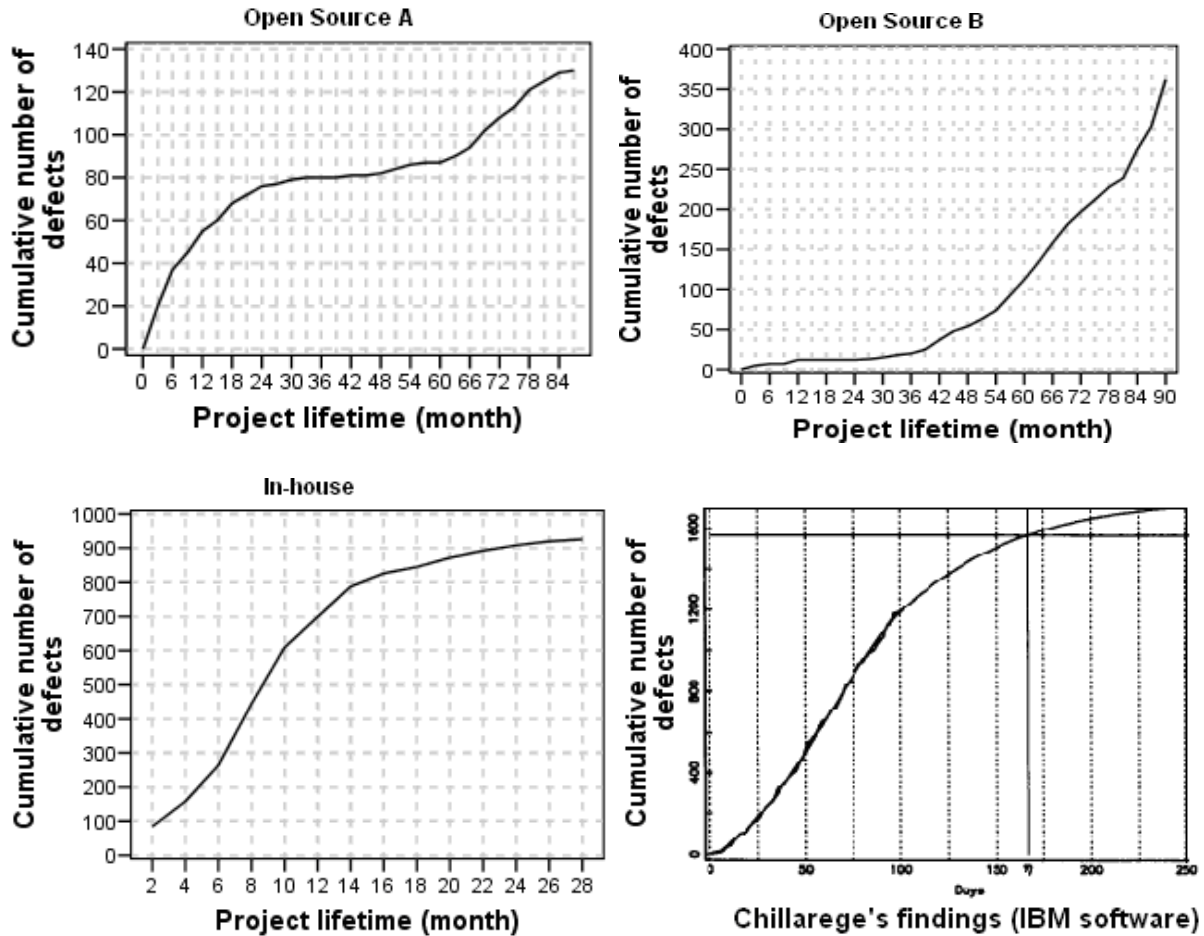 Open Source A
Cumulative number of
defects
140
120
100
80
60
40
20
0
0 6 12 18 24 30 36 42 48 54 60 66 72 78 84
Project lifetime (month)
Open Source B
Cumulative number of
defects
400
350
300
250
200
150
100
50
0
0 6 12 18 24 30 36 42 48 54 60 66 72 78 84 90
Project lifetime (month)
In-house
Cumulative number of
defects
1000
900
800
700
600
500
400
300
200
100
0
2 4 6 8 10 12 14 16 18 20 22 24 26 28
Project lifetime (month)
Cumulative number of
defects
1600
1200
800
400
0
0 50 100 150 200 250
Days
Chillarege's findings (IBM software)